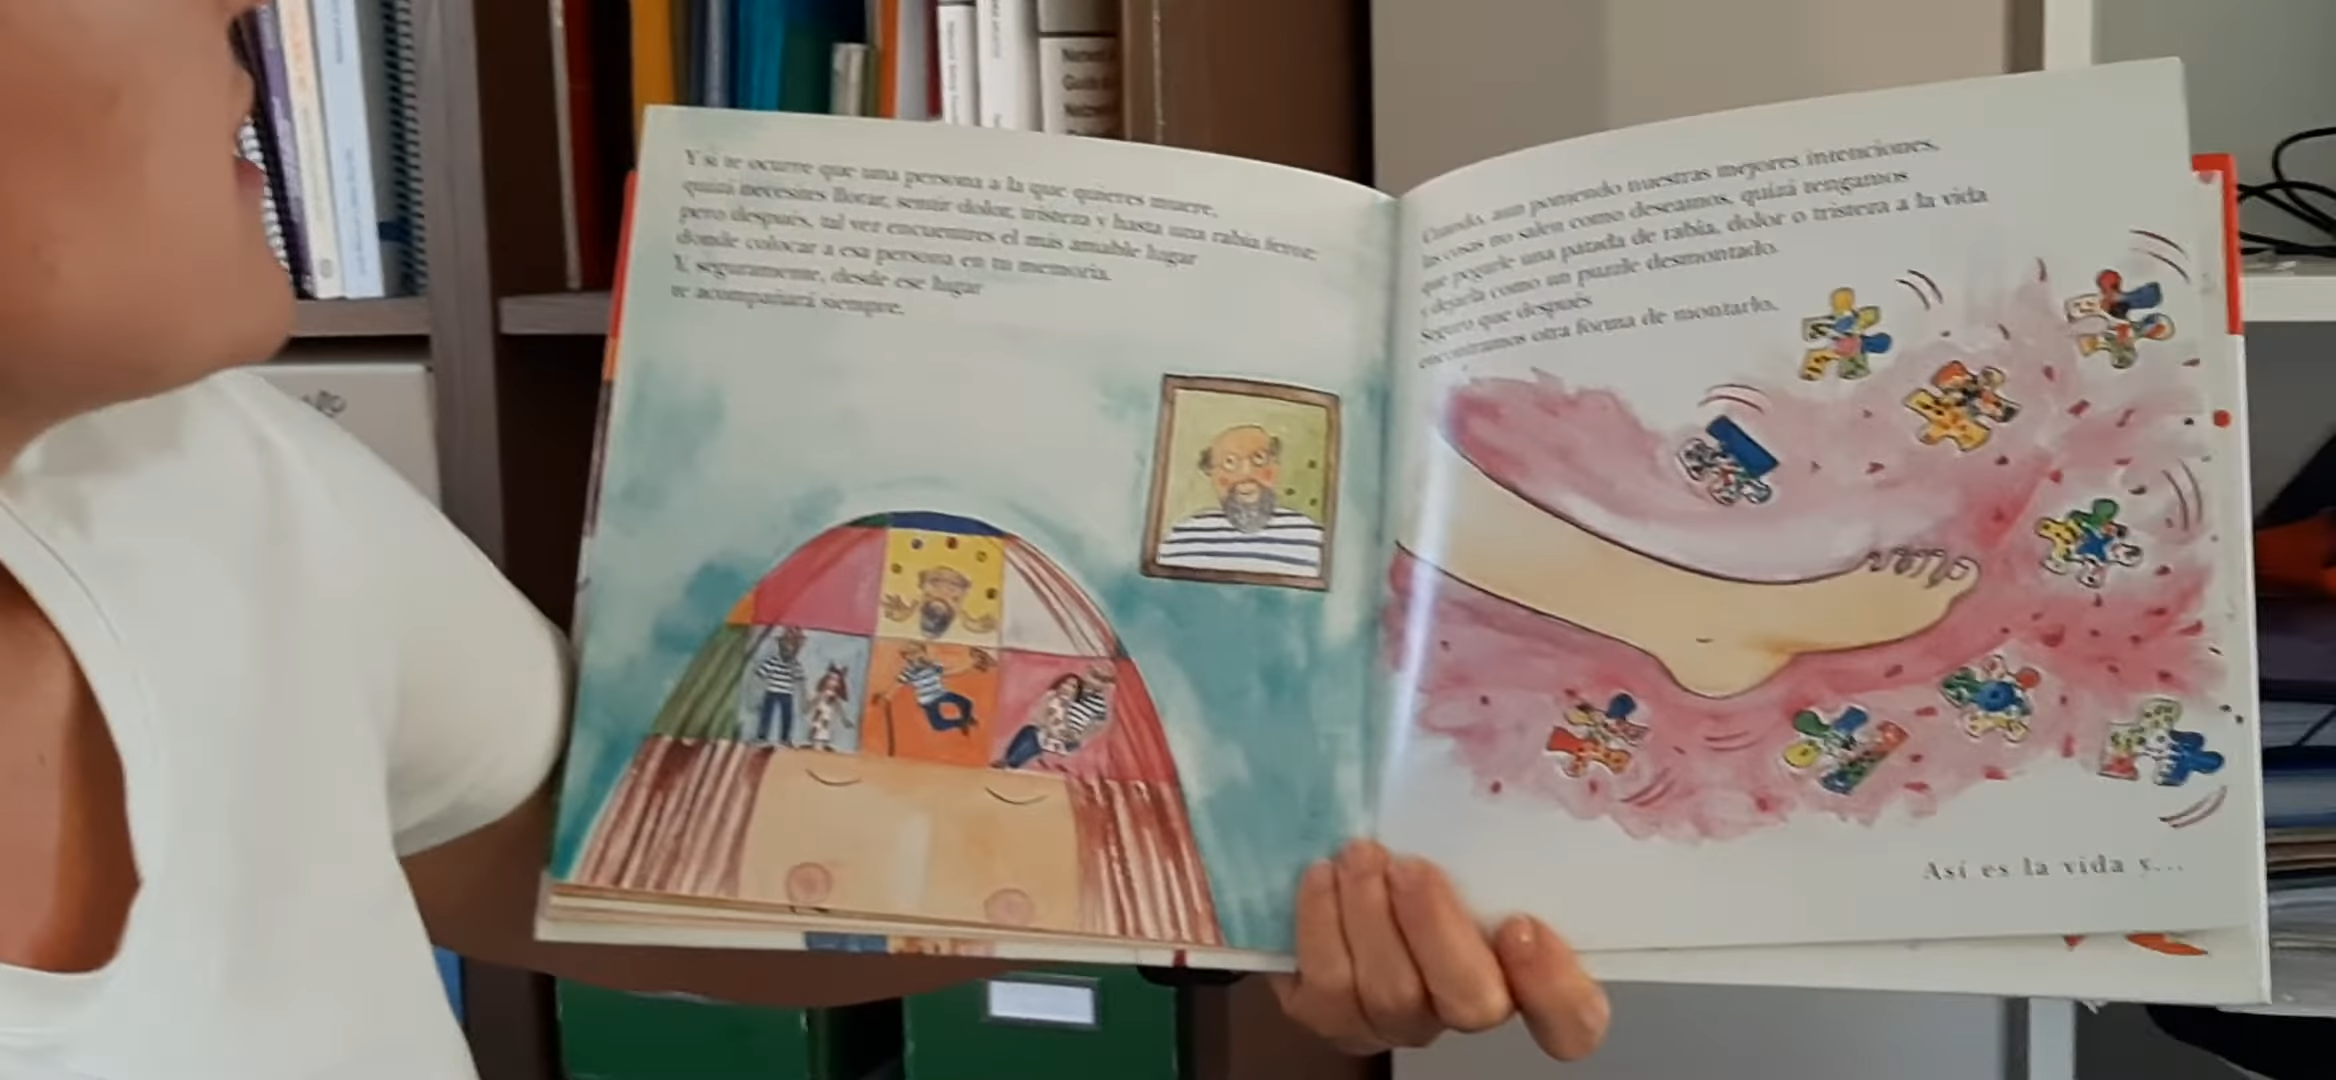 Y si te ocurre que una persona a la que quieres muere,
quizá necesites llorar, sentir dolor, tristeza y hasta una rabia feroz;
pero después, tal vez encuentres el más amable lugar
donde colocar a esa persona en tu memoria.
Y, seguramente, desde ese lugar
te acompañará siempre.
Cuando, aun poniendo nuestras mejores intenciones,
las cosas no salen como deseamos, quizá tengamos
que pegarle una patada de rabia, dolor o tristeza a la vida
y dejarla como un puzzle desmontado.
Seguro que después
encontramos otra forma de montarlo.
Así es la vida y...